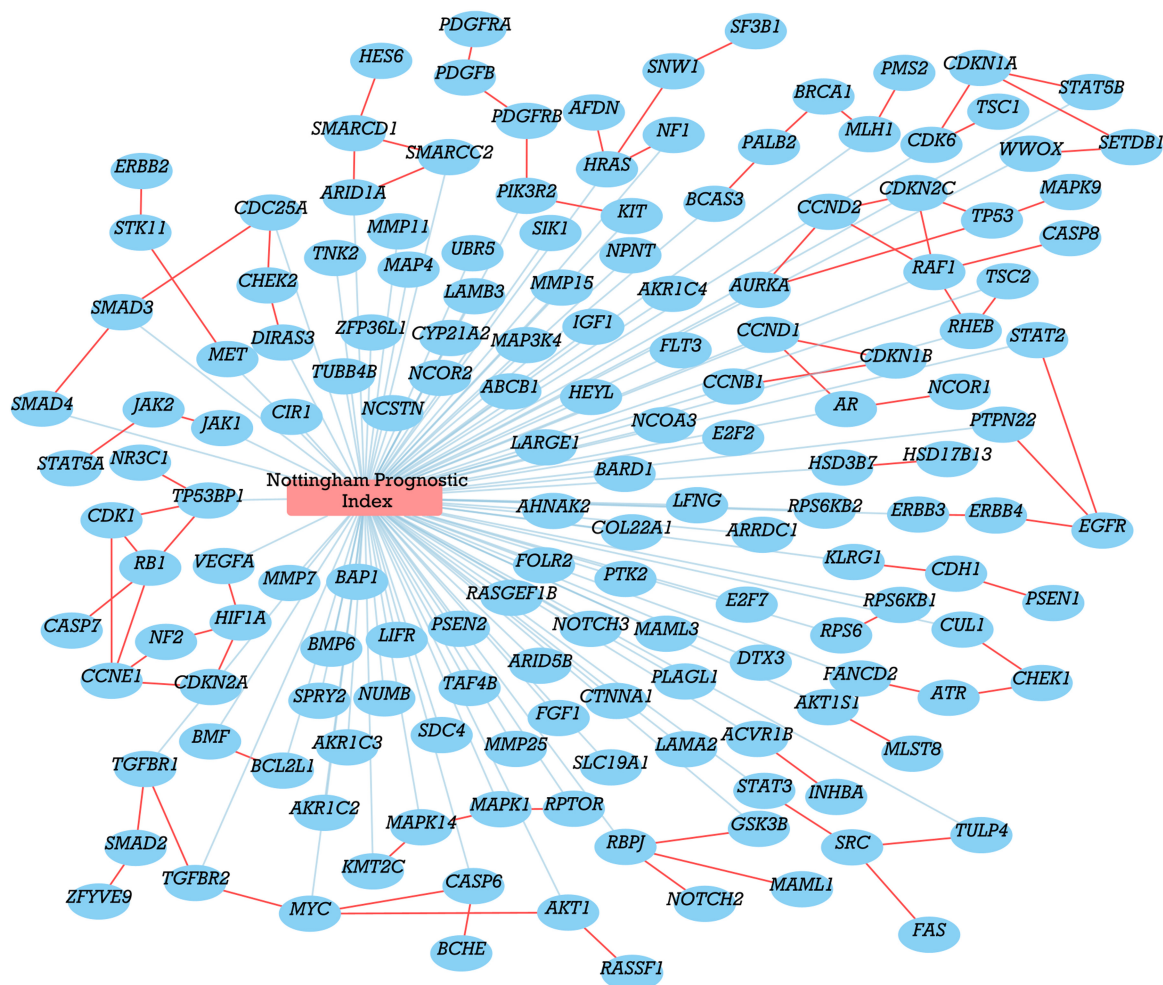 PDGFRA
SF3B1
HES6
SNW1
PDGFB
PMS2
CDKN1A
STAT5B
BRCA1
AFDN
TSC1
PDGFRB
SMARCD1
NF1
MLH1
CDK6
PALB2
WWOX
SETDB1
SMARCC2
HRAS
ERBB2
ARID1A
PIK3R2
BCAS3
CDKN2C
MAPK9
CDC25A
CCND2
KIT
TP53
STK11
MMP11
SIK1
CASP8
UBR5
NPNT
TNK2
MAP4
RAF1
TSC2
CHEK2
LAMB3
MMP15
AKR1C4
AURKA
SMAD3
IGF1
ZFP36L1
CYP21A2
CCND1
RHEB
STAT2
DIRAS3
MAP3K4
MET
FLT3
CDKN1B
TUBB4B
NCOR2
ABCB1
CCNB1
HEYL
NCOR1
SMAD4
JAK2
CIR1
NCSTN
AR
JAK1
NCOA3
PTPN22
E2F2
LARGE1
STAT5A
NR3C1
HSD17B13
BARD1
HSD3B7
Nottingham Prognostic
Index
TP53BP1
CDK1
AHNAK2
LFNG
RPS6KB2
ERBB3
ERBB4
EGFR
COL22A1
ARRDC1
RB1
VEGFA
KLRG1
FOLR2
CDH1
MMP7
BAP1
PTK2
RASGEF1B
PSEN1
E2F7
RPS6KB1
CASP7
HIF1A
NF2
PSEN2
NOTCH3
MAML3
RPS6
CUL1
BMP6
LIFR
ARID5B
DTX3
CCNE1
CDKN2A
PLAGL1
FANCD2
CHEK1
SPRY2
NUMB
TAF4B
CTNNA1
ATR
AKT1S1
FGF1
SDC4
ACVR1B
BMF
AKR1C3
MMP25
LAMA2
MLST8
TGFBR1
BCL2L1
SLC19A1
STAT3
INHBA
AKR1C2
MAPK1
RPTOR
MAPK14
GSK3B
TULP4
SMAD2
RBPJ
SRC
KMT2C
TGFBR2
CASP6
MAML1
ZFYVE9
NOTCH2
MYC
AKT1
FAS
BCHE
RASSF1